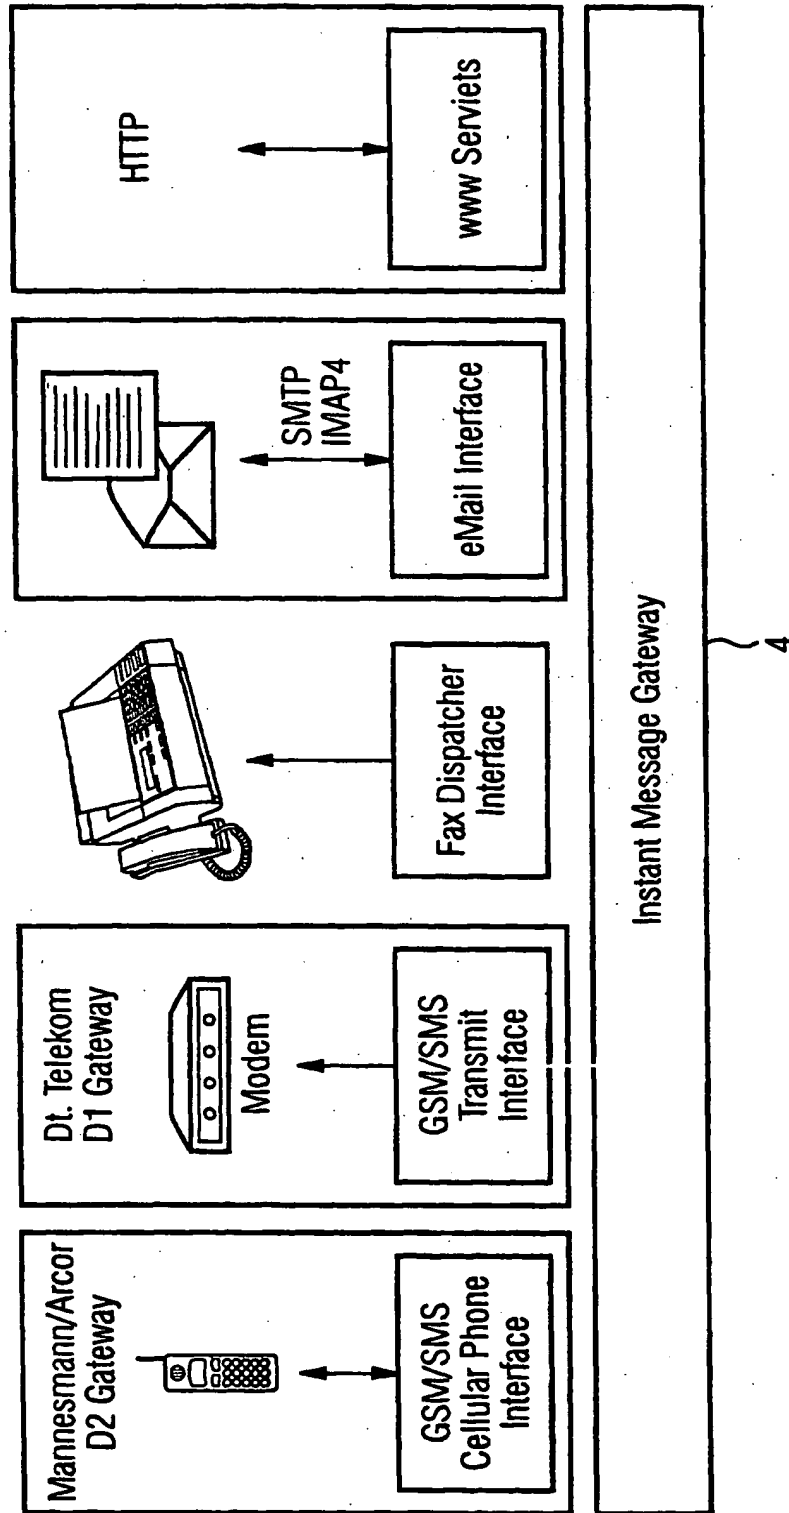 Mannesmann/Arcor
D2 Gateway
GSM/SMS
Cellular Phone
Interface
Dt. Telekom
D1 Gateway
Modem
GSM/SMS
Transmit
Interface
Fax Dispatcher
Interface
SMTP
IMAP4
eMail Interface
HTTP
www Serviets
Instant Message Gateway
4